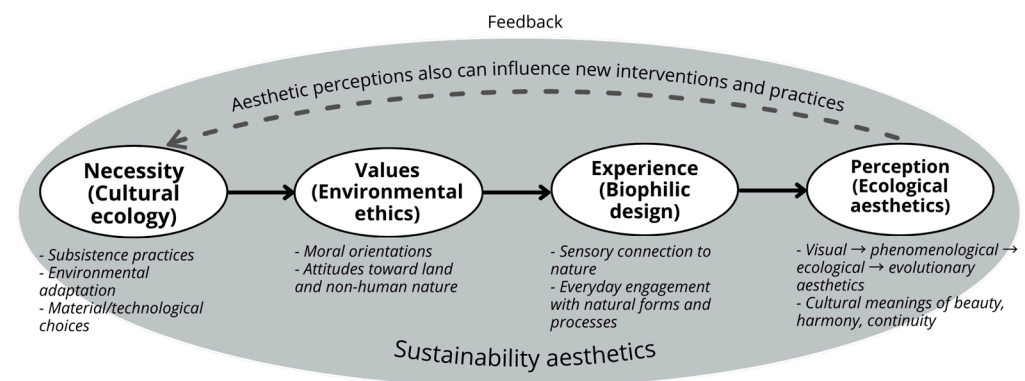 Feedback
Aesthetic perceptions also can influence new interventions and practices
Necessity
(Cultural
ecology)
- Subsistence practices
- Environmental
adaptation
- Material/technological
choices
Values
(Environmental
ethics)
- Moral orientations
- Attitudes toward land
and non-human nature
Experience
(Biophilic
design)
- Sensory connection to
nature
- Everyday engagement
with natural forms and
processes
Perception
(Ecological
aesthetics)
- Visual → phenomenological →
ecological → evolutionary
aesthetics
- Cultural meanings of beauty,
harmony, continuity
Sustainability aesthetics